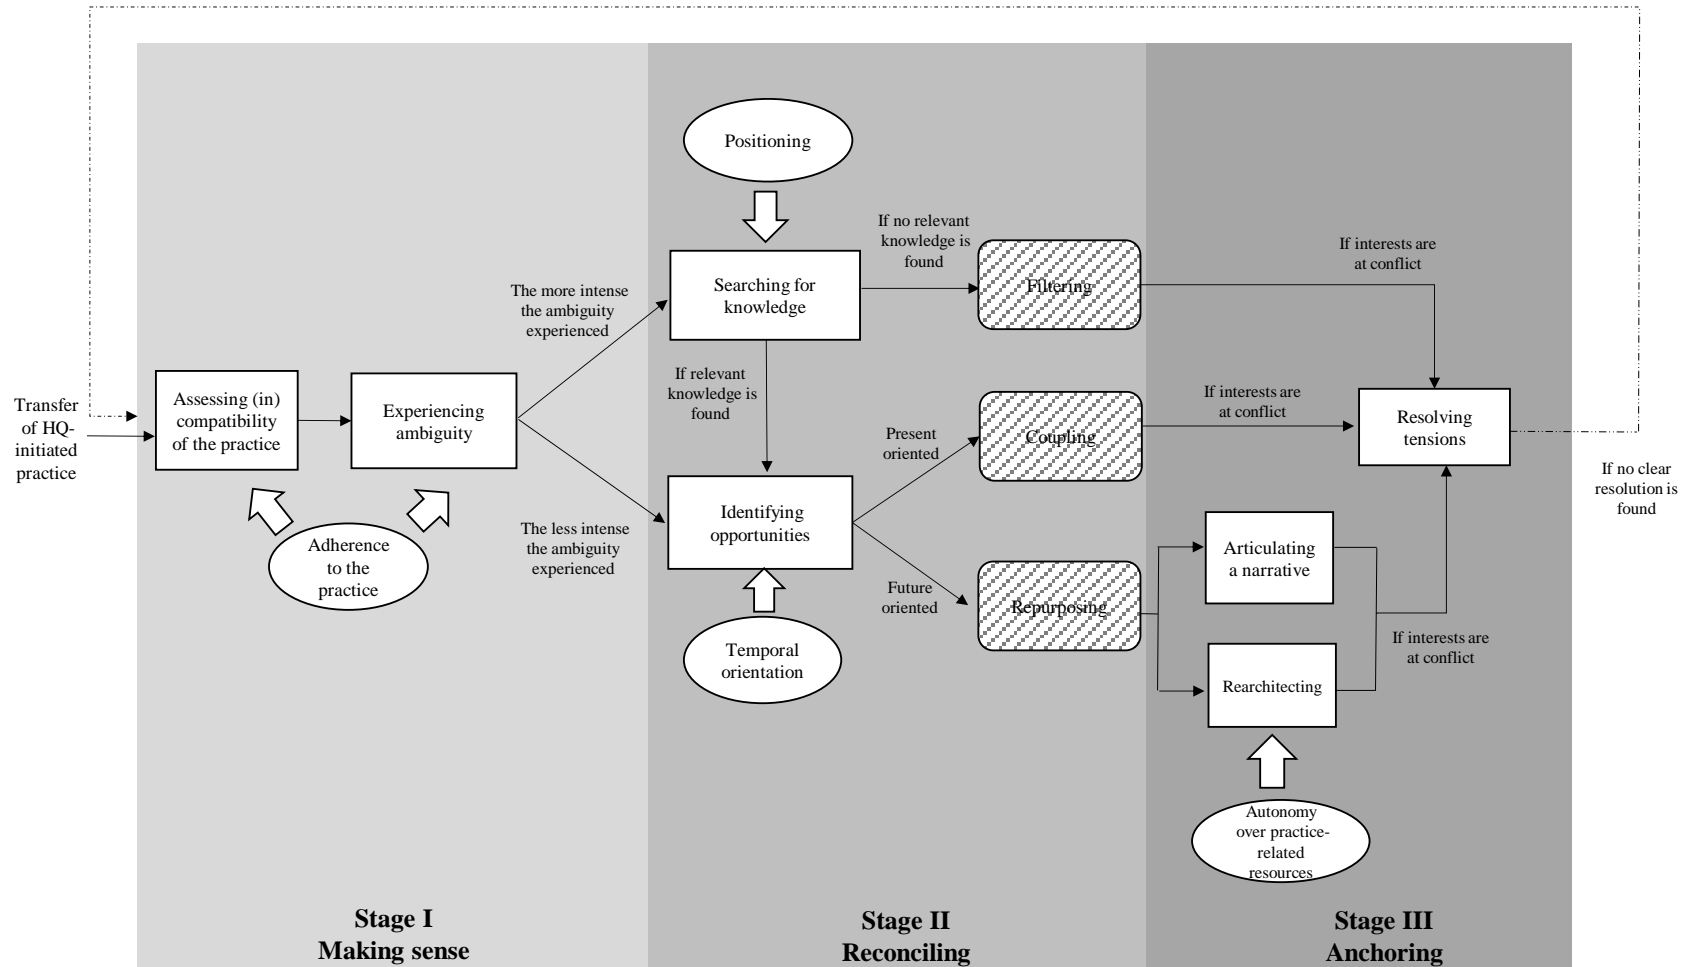 Transfer
of HQ-
initiated
practice
Assessing (in)
compatibility
of the practice
Experiencing
ambiguity
Adherence
to the
practice
The more intense
the ambiguity
experienced
The less intense
the ambiguity
experienced
Stage I
Making sense
Positioning
Searching for
knowledge
If no relevant
knowledge is
found
Filtering
If relevant
knowledge is
found
Identifying
opportunities
Present
oriented
Coupling
Future
oriented
Repurposing
Temporal
orientation
Stage II
Reconciling
If interests are
at conflict
If interests are
at conflict
Resolving
tensions
Articulating
a narrative
Rearchitecting
If interests are
at conflict
Autonomy
over practice-
related
resources
Stage III
Anchoring
If no clear
resolution is
found